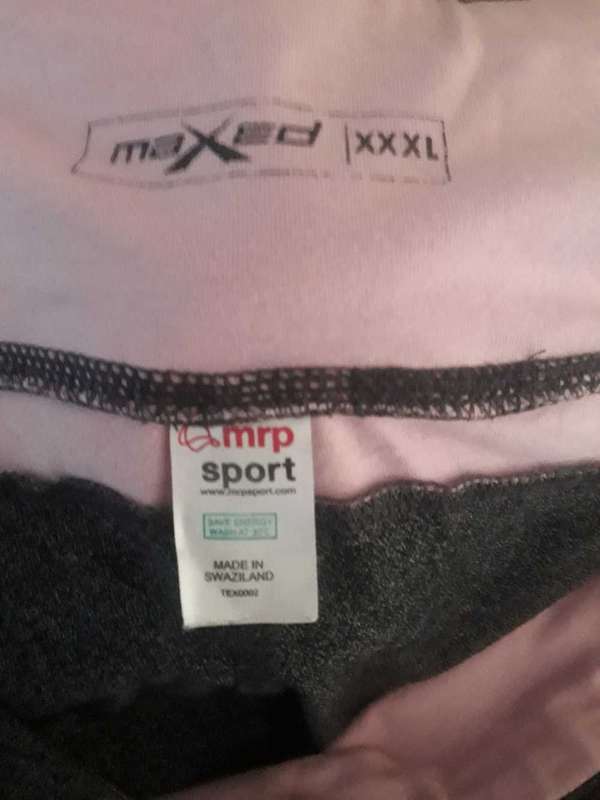 maxed XXXL
mrp
sport
www.mrpsport.com
SAVE ENERGY
WASH AT 30°C
MADE IN
SWAZILAND
TEX0002